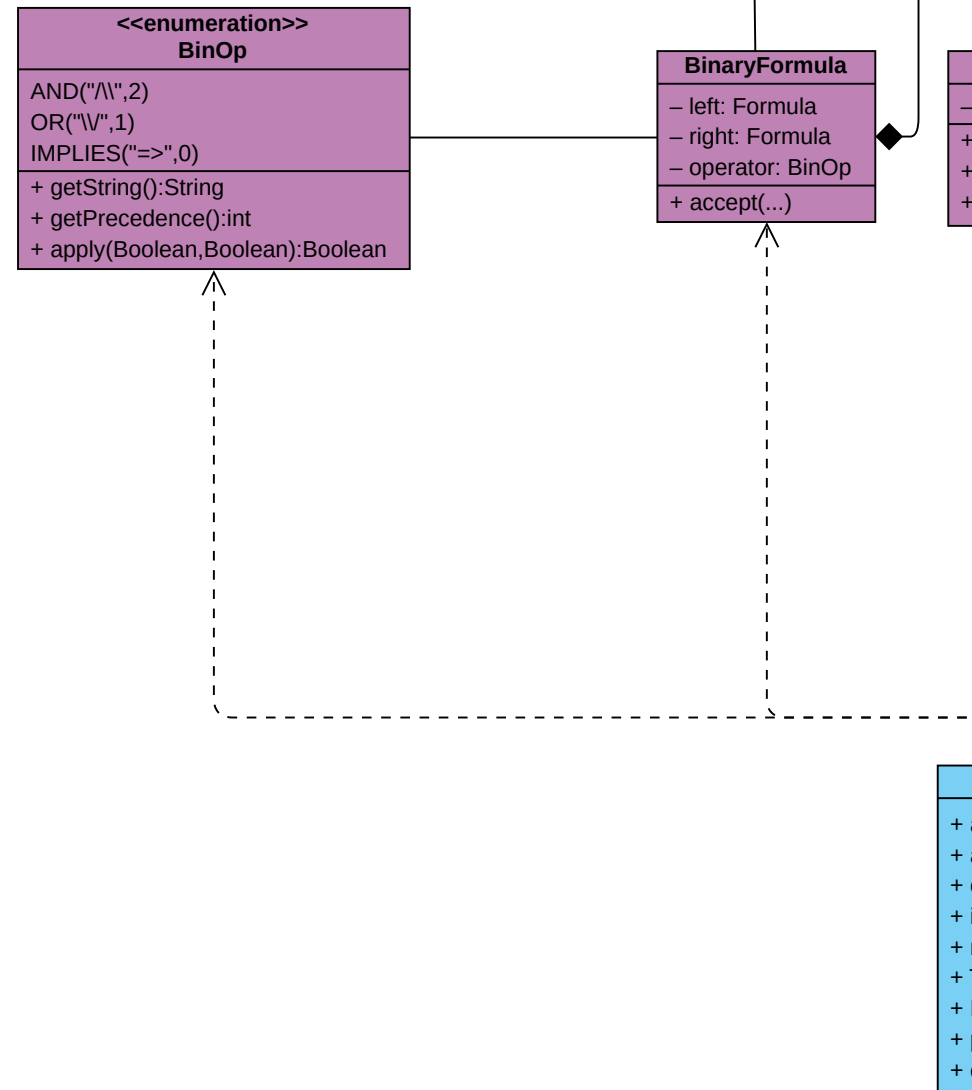 <<enumeration>>
BinOp
AND("/\\",2)
OR("\\/",1)
IMPLIES("=>",0)
+ getString():String
+ getPrecedence():int
+ apply(Boolean,Boolean):Boolean
BinaryFormula
– left: Formula
– right: Formula
– operator: BinOp
+ accept(...)
–
+
+
+
+
+
+
+
+
+
+
+
+